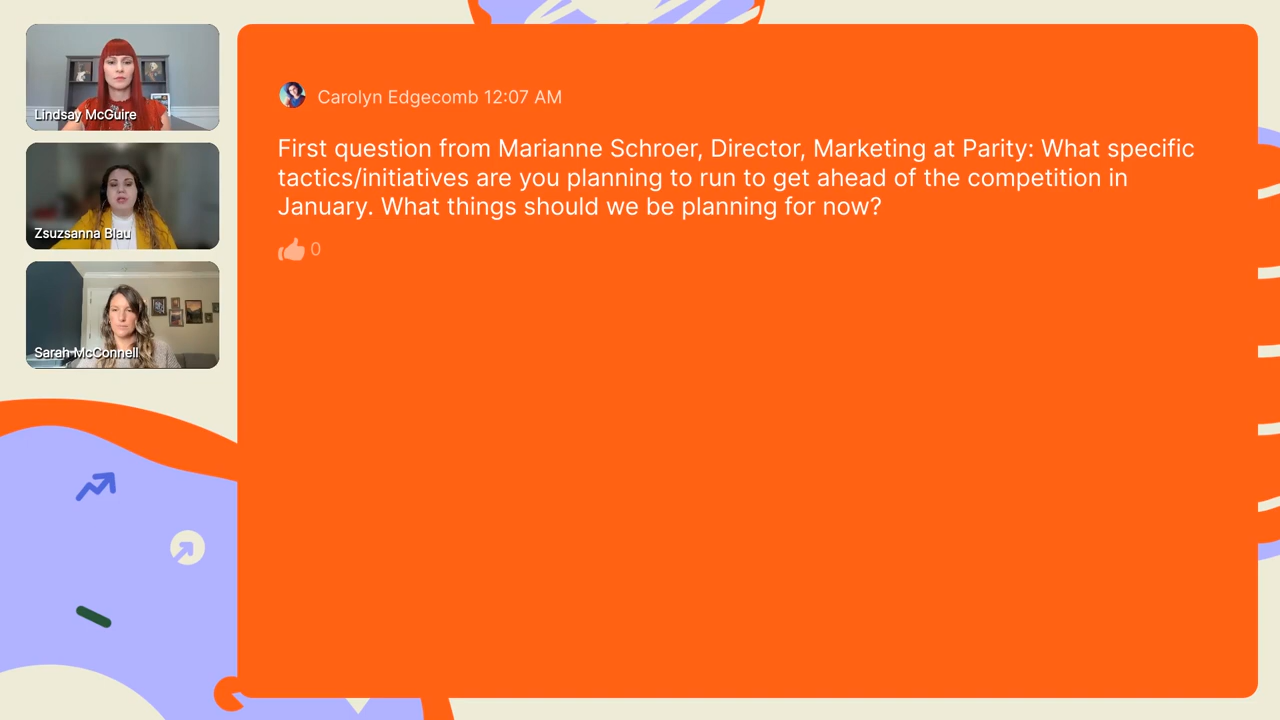 Lindsay McGuire
Zsuzsanna Blau
Sarah McConnell
Carolyn Edgecomb 12:07 AM
First question from Marianne Schroer, Director, Marketing at Parity: What specific
tactics/initiatives are you planning to run to get ahead of the competition in
January. What things should we be planning for now?
0